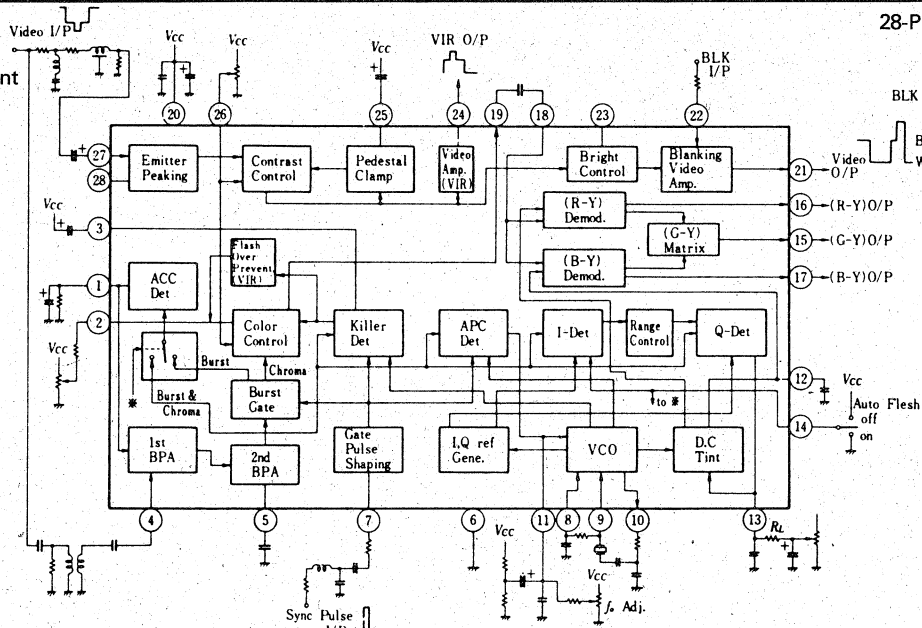 28-P
Video I/P
Vcc
Vcc
Vcc
VIR O/P
BLK
I/P
nt
BLK
20
26
25
24
19
18
23
22
27
28
Emitter
Peaking
Contrast
Control
Pedestal
Clamp
Video
Amp.
(VIR)
Bright
Control
Blanking
Video
Amp.
21
Video
O/P
B
W
Vcc
3
(R-Y)
Demod.
16
(R-Y)O/P
(G-Y)
Matrix
15
(G-Y)O/P
Flash
Over
Prevent
(VIR)
(B-Y)
Demod.
17
(B-Y)O/P
1
ACC
Det
2
Color
Control
Killer
Det
APC
Det
I-Det
Range
Control
Q-Det
Vcc
Burst
Chroma
12
Vcc
※
Burst &
Chroma
Burst
Gate
to ※
14
Auto Flesh
off
on
1st
BPA
2nd
BPA
Gate
Pulse
Shaping
I,Q ref
Gene.
VCO
D.C
Tint
4
5
7
6
11
8
9
10
13
Vcc
RL
Vcc
fo Adj.
Sync Pulse